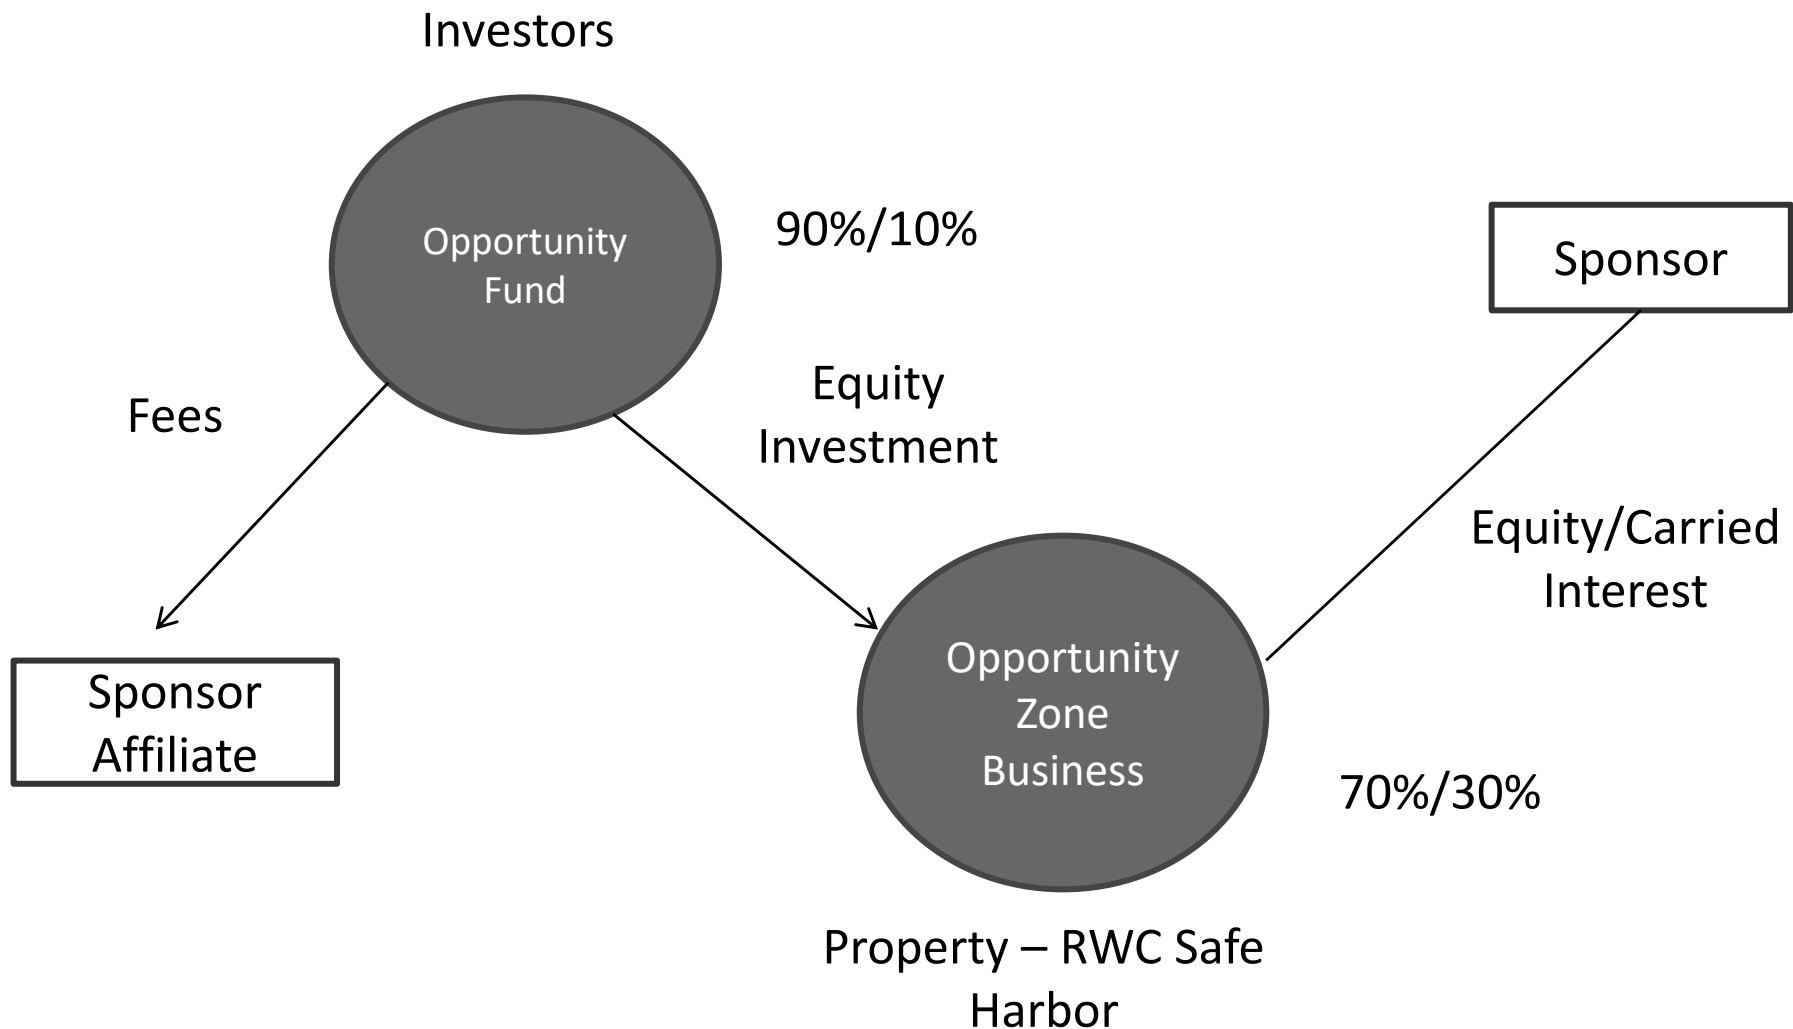 Investors
Opportunity
Fund
90%/10%
Sponsor
Fees
Equity
Investment
Equity/Carried
Interest
Sponsor
Affiliate
Opportunity
Zone
Business
70%/30%
Property – RWC Safe
Harbor